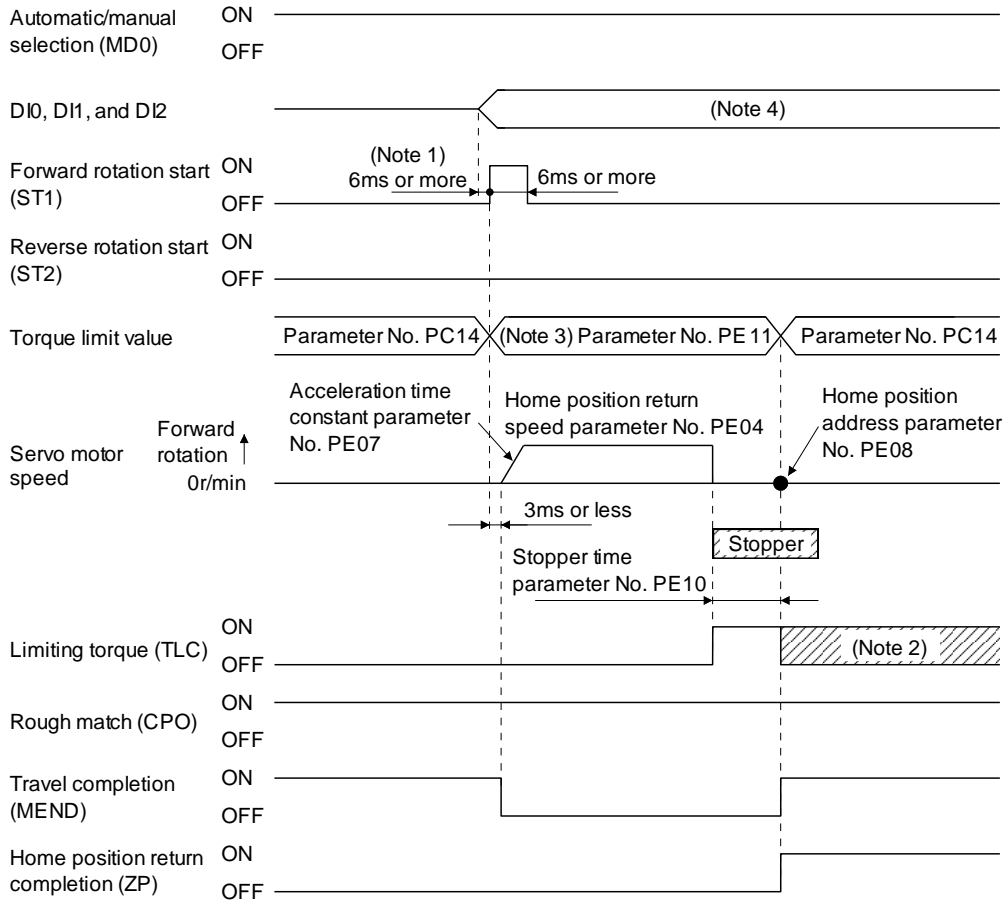 Automatic/manual
selection (MD0)
ON
OFF
DI0, DI1, and DI2
(Note 4)
Forward rotation start
(ST1)
ON
OFF
(Note 1)
6ms or more
6ms or more
Reverse rotation start
(ST2)
ON
OFF
Torque limit value
Parameter No. PC14
(Note 3) Parameter No. PE11
Parameter No. PC14
Servo motor
speed
Forward
rotation
0r/min
Acceleration time
constant parameter
No. PE07
Home position return
speed parameter No. PE04
Home position
address parameter
No. PE08
3ms or less
Stopper
Stopper time
parameter No. PE10
Limiting torque (TLC)
ON
OFF
(Note 2)
Rough match (CPO)
ON
OFF
Travel completion
(MEND)
ON
OFF
Home position return
completion (ZP)
ON
OFF